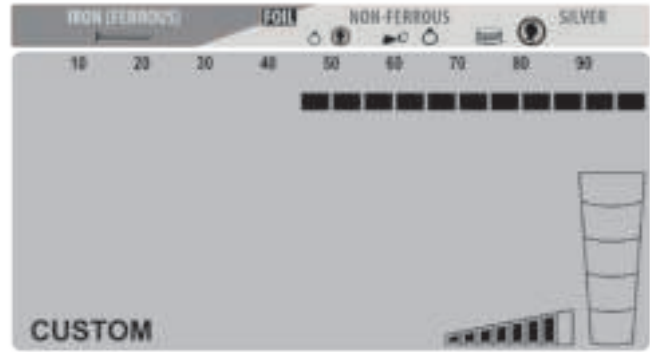 IRON (FERROUS) FOIL NON-FERROUS SILVER
10 20 30 40 50 60 70 80 90
CUSTOM